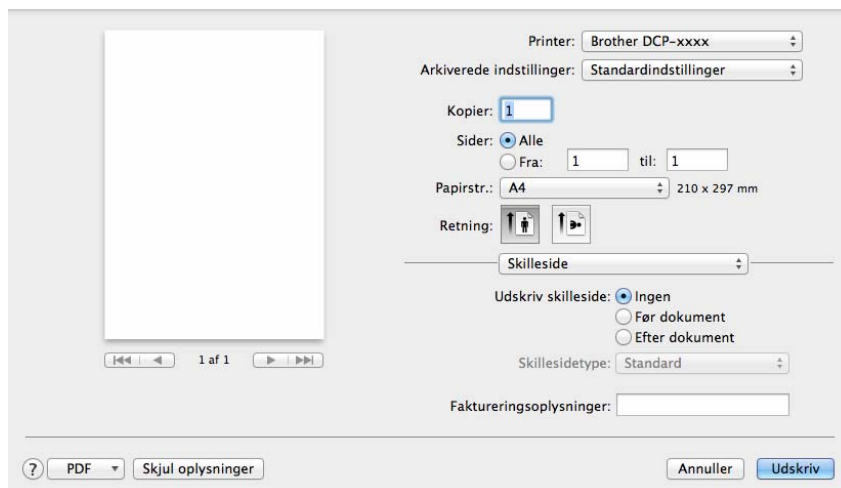 Printer: Brother DCP-xxxx
Arkiverede indstillinger: Standardindstillinger
Kopier: 1
Sider: Alle
Fra: 1 til: 1
Papirstr.: A4 210 x 297 mm
Retning:
Skilleside
Udskriv skilleside: Ingen
Før dokument
Efter dokument
Skillesidetype: Standard
Faktureringsoplysninger:
1 af 1
? PDF Skjul oplysninger Annuller Udskriv